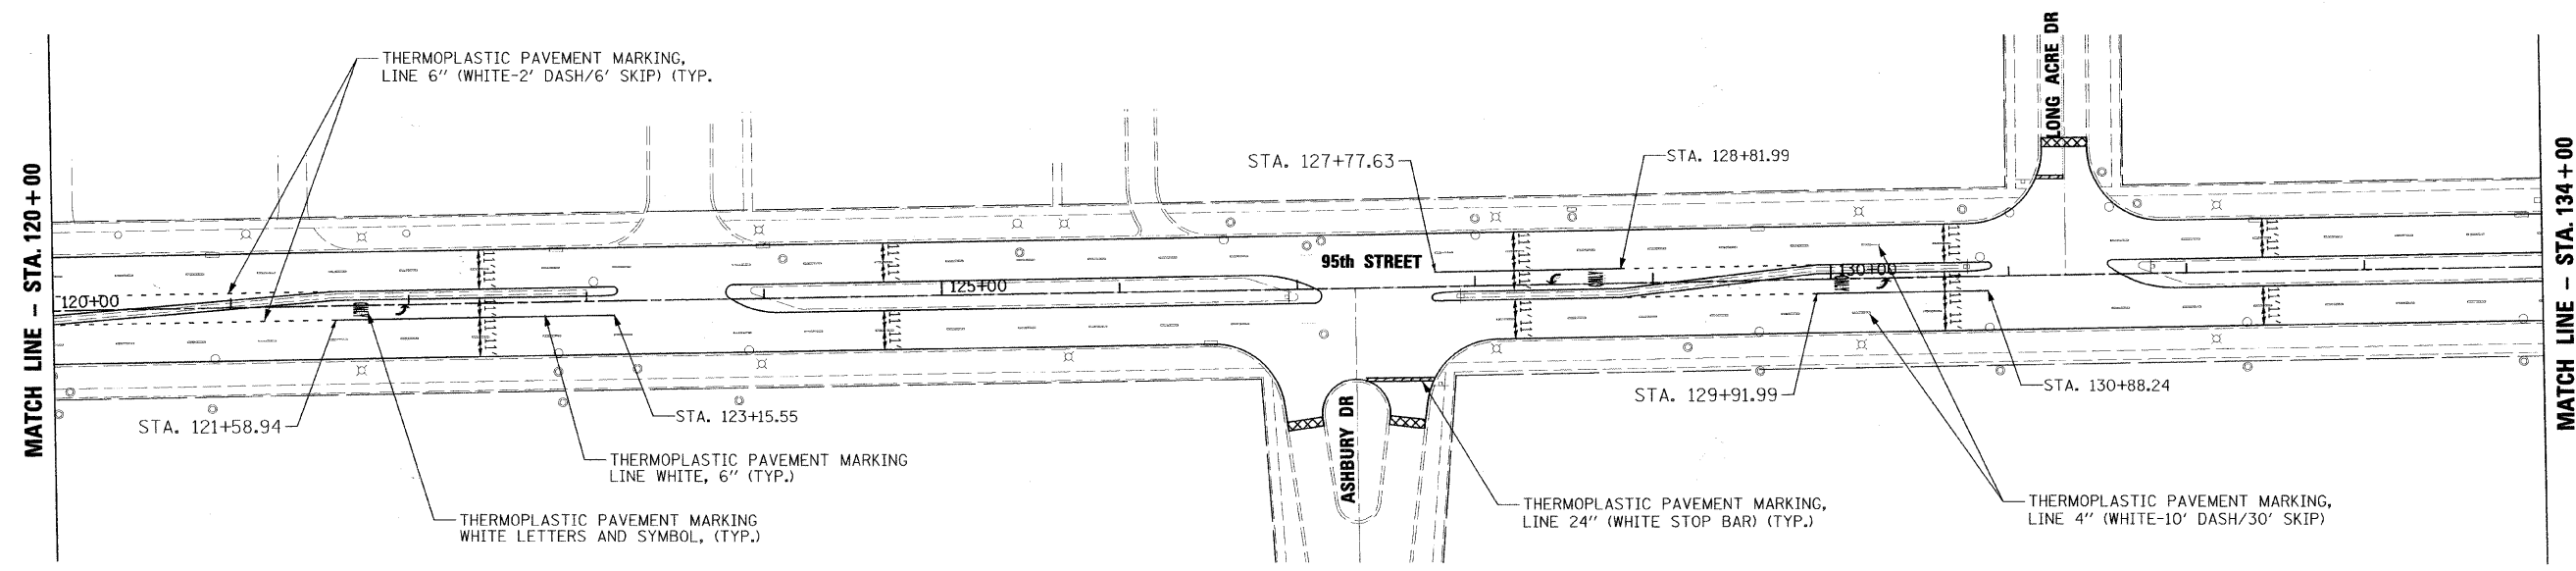 THERMOPLASTIC PAVEMENT MARKING,
LINE 6" (WHITE-2' DASH/6' SKIP) (TYP.
LONG ACRE DR
STA. 127+77.63
STA. 128+81.99
MATCH LINE - STA. 120+00
MATCH LINE - STA. 134+00
95th STREET
120+00
125+00
130+00
STA. 121+58.94
STA. 123+15.55
STA. 129+91.99
STA. 130+88.24
ASHBURY DR
THERMOPLASTIC PAVEMENT MARKING
LINE WHITE, 6" (TYP.)
THERMOPLASTIC PAVEMENT MARKING
WHITE LETTERS AND SYMBOL, (TYP.)
THERMOPLASTIC PAVEMENT MARKING,
LINE 24" (WHITE STOP BAR) (TYP.)
THERMOPLASTIC PAVEMENT MARKING,
LINE 4" (WHITE-10' DASH/30' SKIP)